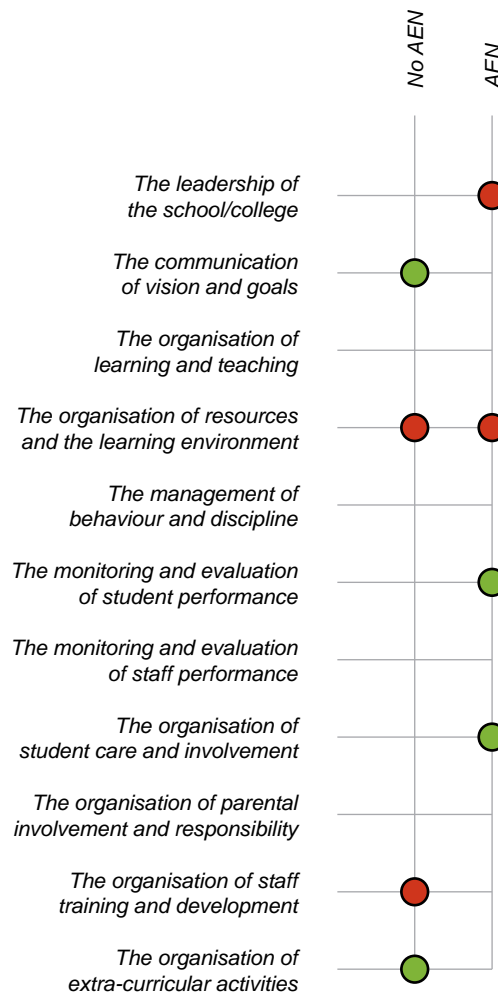 No AEN
AEN
The leadership of
the school/college
The communication
of vision and goals
The organisation of
learning and teaching
The organisation of resources
and the learning environment
The management of
behaviour and discipline
The monitoring and evaluation
of student performance
The monitoring and evaluation
of staff performance
The organisation of
student care and involvement
The organisation of parental
involvement and responsibility
The organisation of staff
training and development
The organisation of
extra-curricular activities